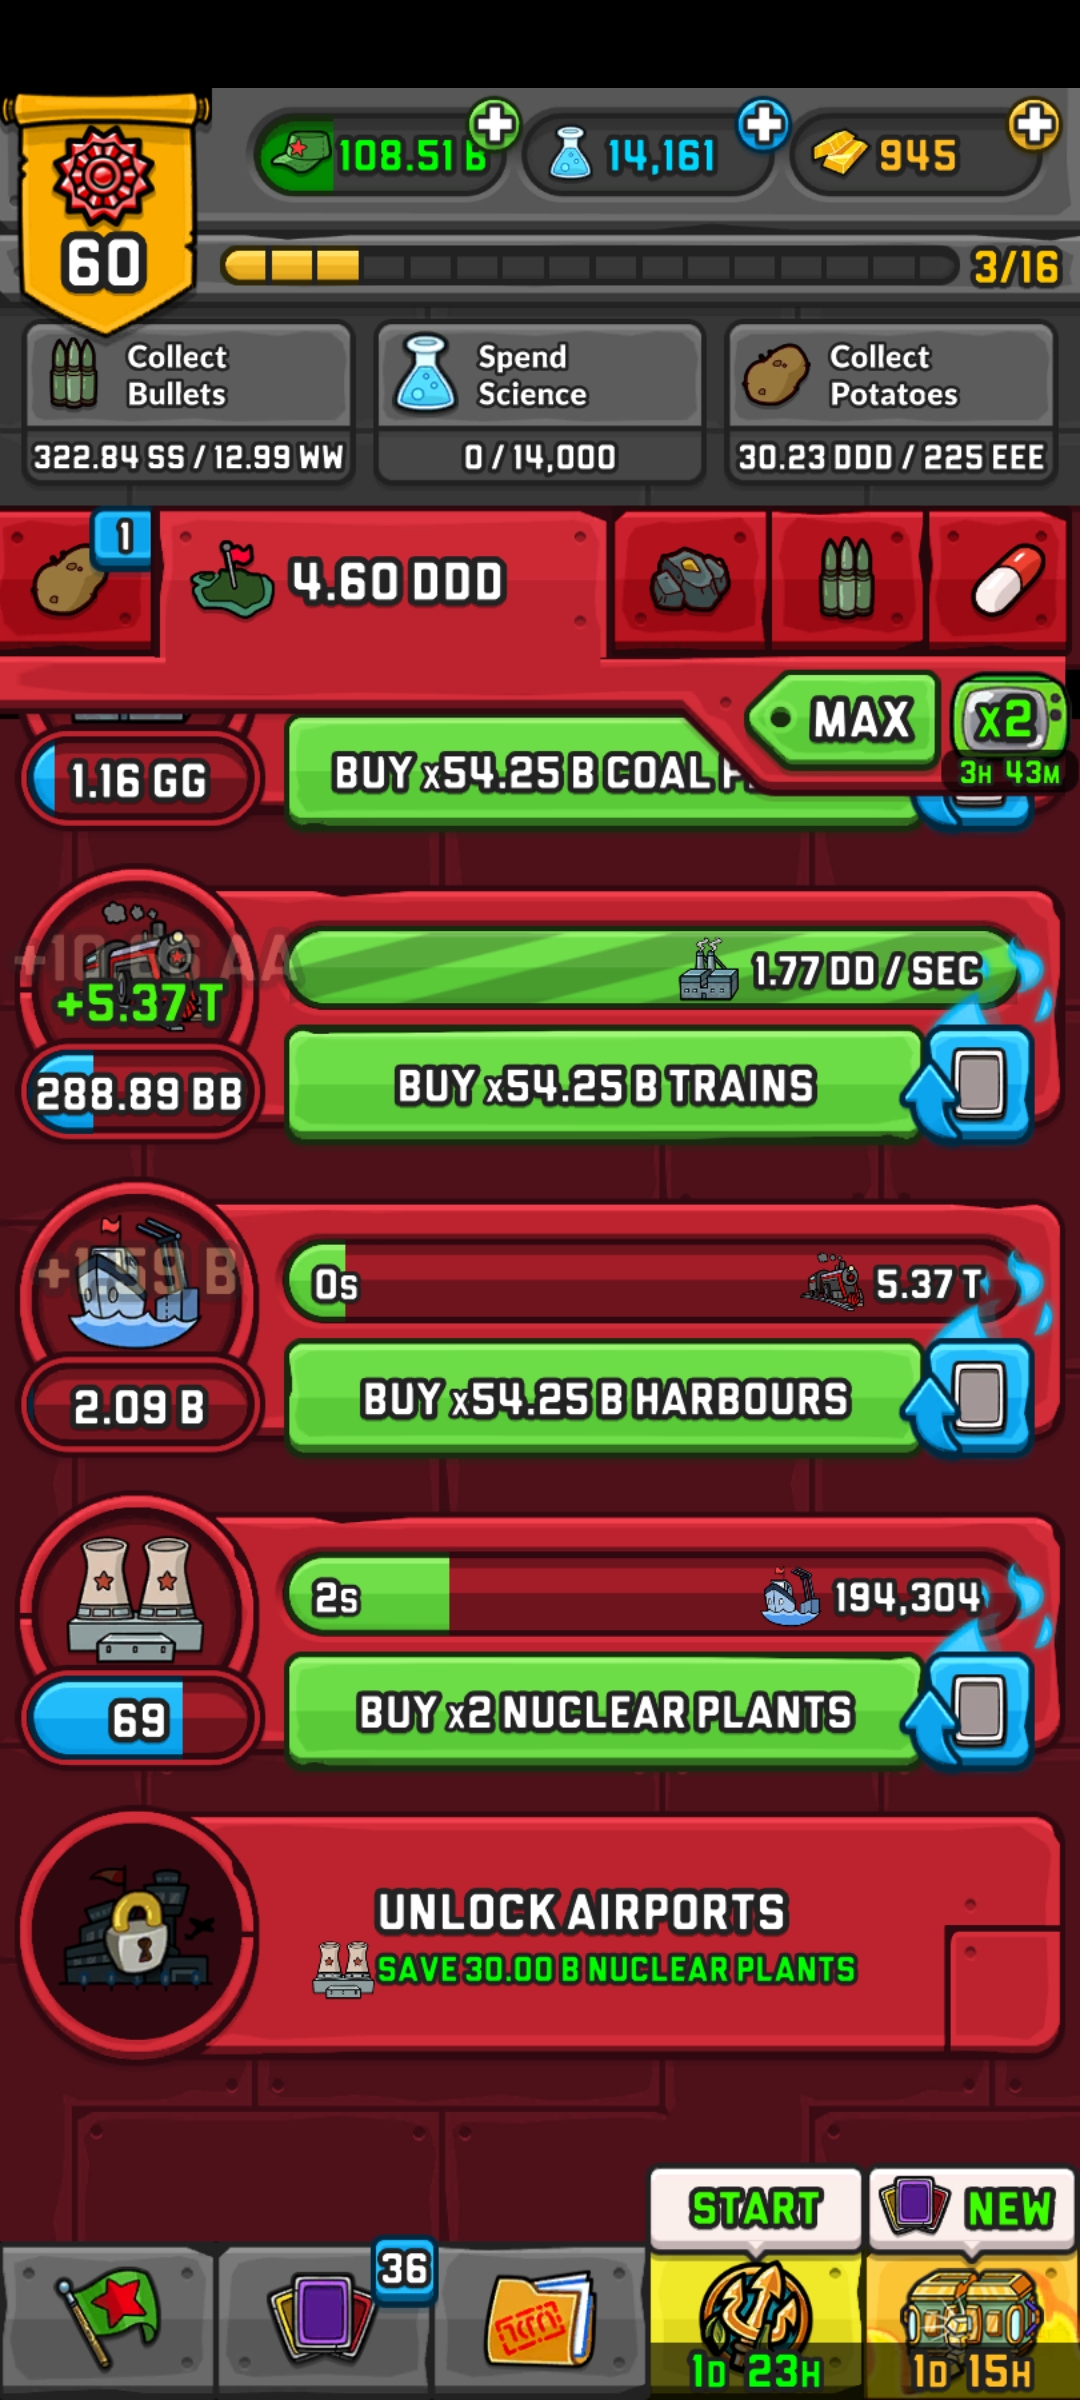 108.51 B
14,161
945
60
3/16
Collect
Bullets
Spend
Science
Collect
Potatoes
322.84 SS / 12.99 WW
0 / 14,000
30.23 DDD / 225 EEE
1
4.60 DDD
MAX
x2
3H 43M
1.16 GG
BUY x54.25 B COAL
+5.37 T
1.77 DD / SEC
288.89 BB
BUY x54.25 B TRAINS
0s
5.37 T
2.09 B
BUY x54.25 B HARBOURS
2s
194,304
69
BUY x2 NUCLEAR PLANTS
UNLOCK AIRPORTS
SAVE 30.00 B NUCLEAR PLANTS
START
NEW
36
1D 23H
1D 15H